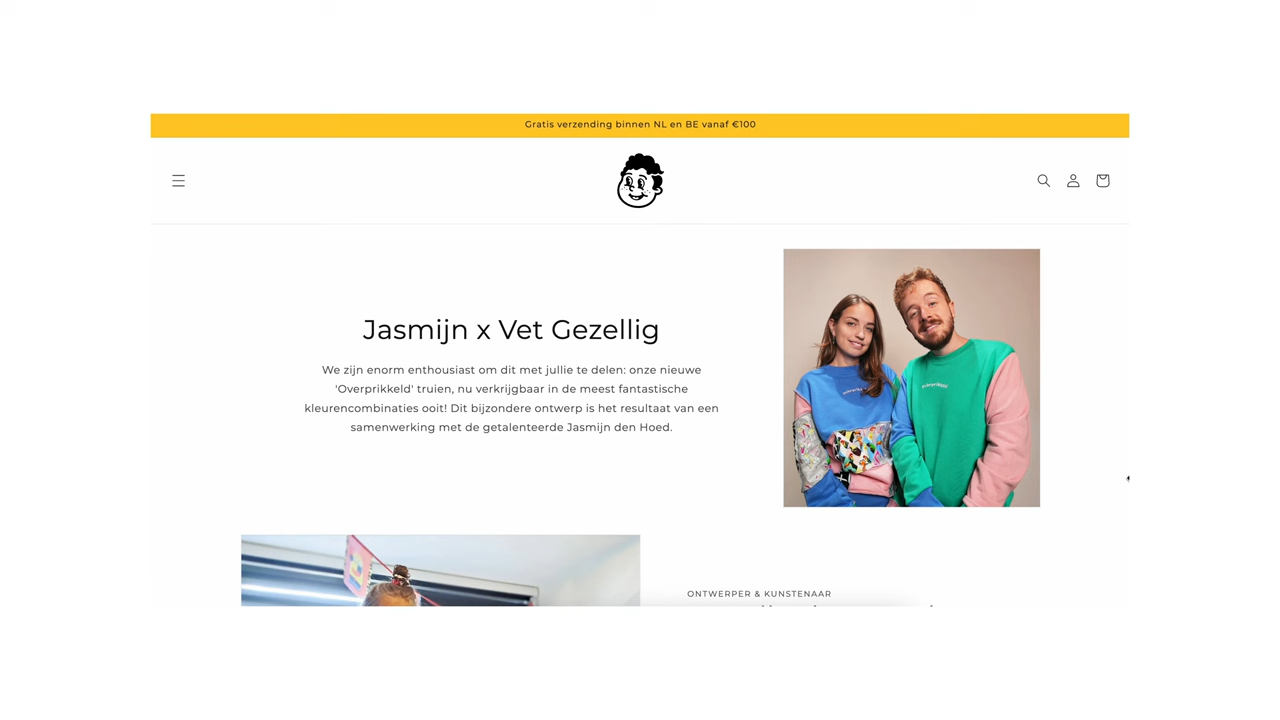 Gratis verzending binnen NL en BE vanaf €100
Jasmijn x Vet Gezellig
We zijn enorm enthousiast om dit met jullie te delen: onze nieuwe
'Overprikkeld' truien, nu verkrijgbaar in de meest fantastische
kleurencombinaties ooit! Dit bijzondere ontwerp is het resultaat van een
samenwerking met de getalenteerde Jasmijn den Hoed.
ONTWERPER & KUNSTENAAR